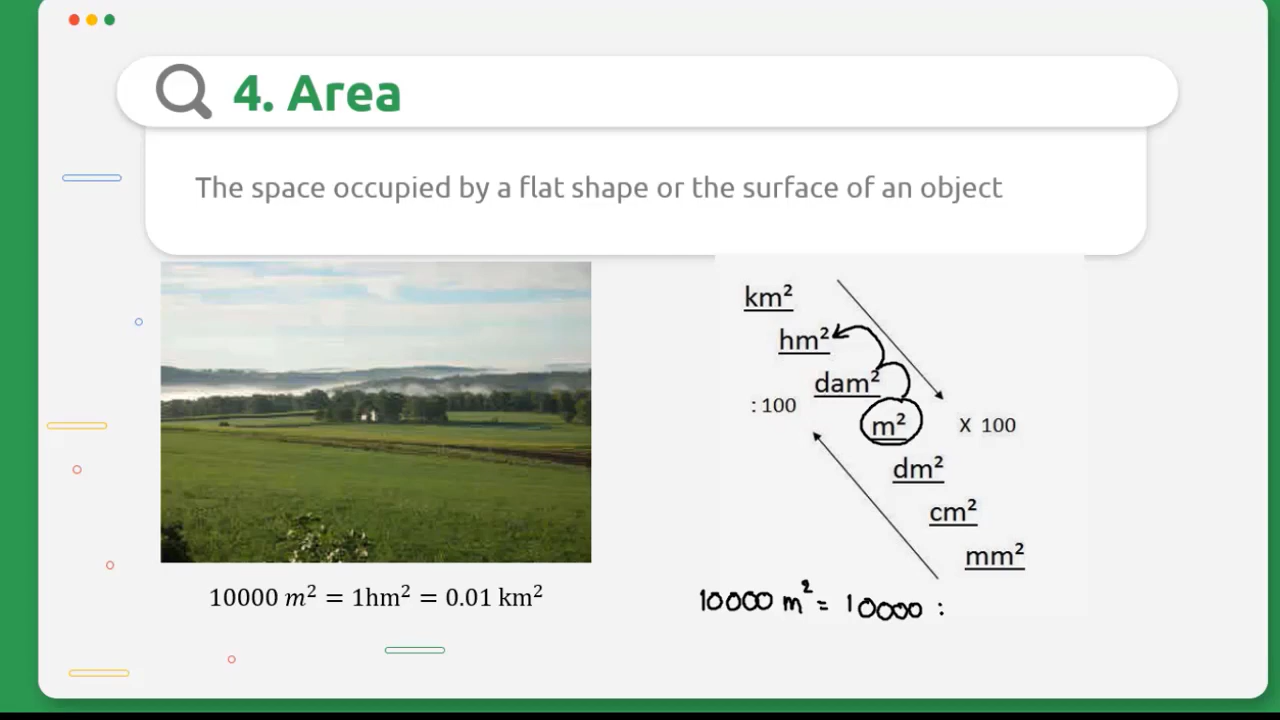 4. Area
The space occupied by a flat shape or the surface of an object
km²
hm²
dam²
: 100
m²
X 100
dm²
cm²
mm²
10000 m² = 1hm² = 0.01 km²
10000 m² = 10000 :